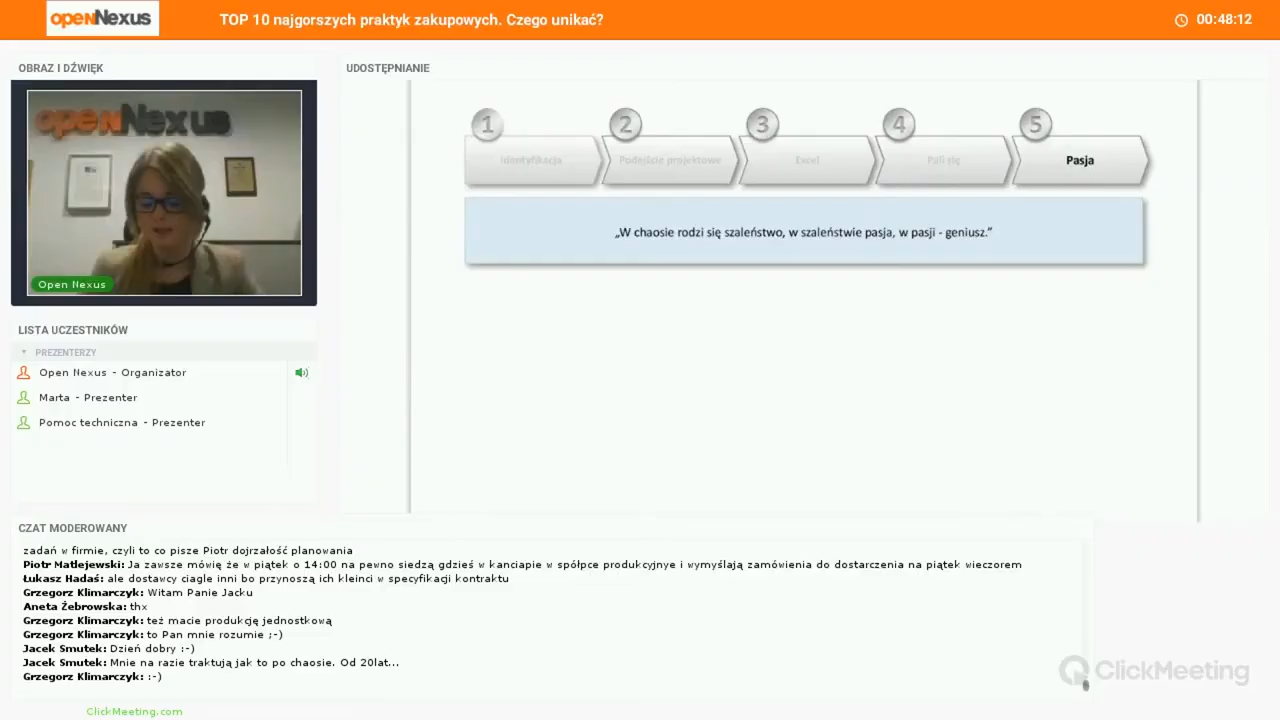 openNexus
TOP 10 najgorszych praktyk zakupowych. Czego unikać?
00:48:12
OBRAZ I DŹWIĘK
UDOSTĘPNIANIE
openNexus
Open Nexus
1
2
3
4
5
Identyfikacja
Podejście projektowe
Excel
Pali się
Pasja
„W chaosie rodzi się szaleństwo, w szaleństwie pasja, w pasji - geniusz.”
LISTA UCZESTNIKÓW
PREZENTERZY
Open Nexus - Organizator
Marta - Prezenter
Pomoc techniczna - Prezenter
CZAT MODEROWANY
zadań w firmie, czyli to co pisze Piotr dojrzałość planowania
Piotr Matlejewski: Ja zawsze mówię że w piątek o 14:00 na pewno siedzą gdzieś w kanciapie w spółpce produkcyjnye i wymyślają zamówienia do dostarczenia na piątek wieczorem
Łukasz Hadaś: ale dostawcy ciagle inni bo przynoszą ich kleinci w specyfikacji kontraktu
Grzegorz Klimarczyk: Witam Panie Jacku
Aneta Żebrowska: thx
Grzegorz Klimarczyk: też macie produkcję jednostkową
Grzegorz Klimarczyk: to Pan mnie rozumie ;-)
Jacek Smutek: Dzień dobry :-)
Jacek Smutek: Mnie na razie traktują jak to po chaosie. Od 20lat...
Grzegorz Klimarczyk: :-)
ClickMeeting
ClickMeeting.com